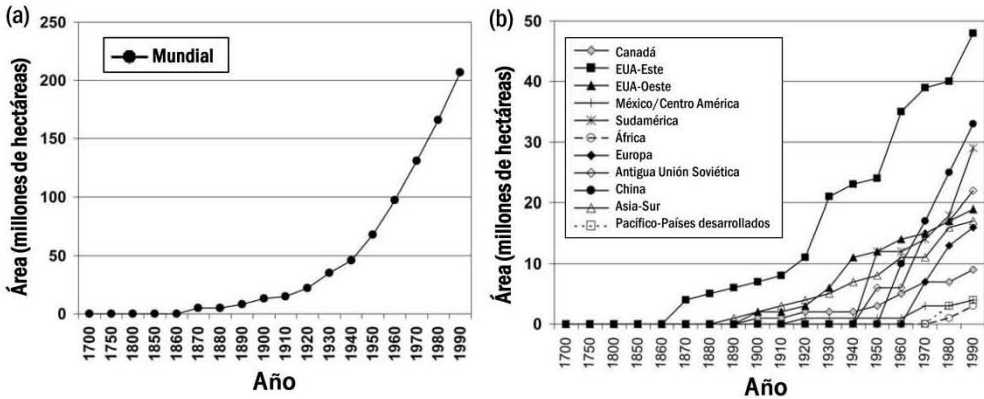 (a)
Área (millones de hectáreas)
250
200
150
100
50
0
Mundial
1700
1750
1800
1850
1860
1870
1880
1890
1900
1910
1920
1930
1940
1950
1960
1970
1980
1990
Año
(b)
Área (millones de hectáreas)
50
40
30
20
10
0
Canadá
EUA-Este
EUA-Oeste
México/Centro América
Sudamérica
África
Europa
Antigua Unión Soviética
China
Asia-Sur
Pacífico-Países desarrollados
1700
1750
1800
1850
1860
1870
1880
1890
1900
1910
1920
1930
1940
1950
1960
1970
1980
1990
Año